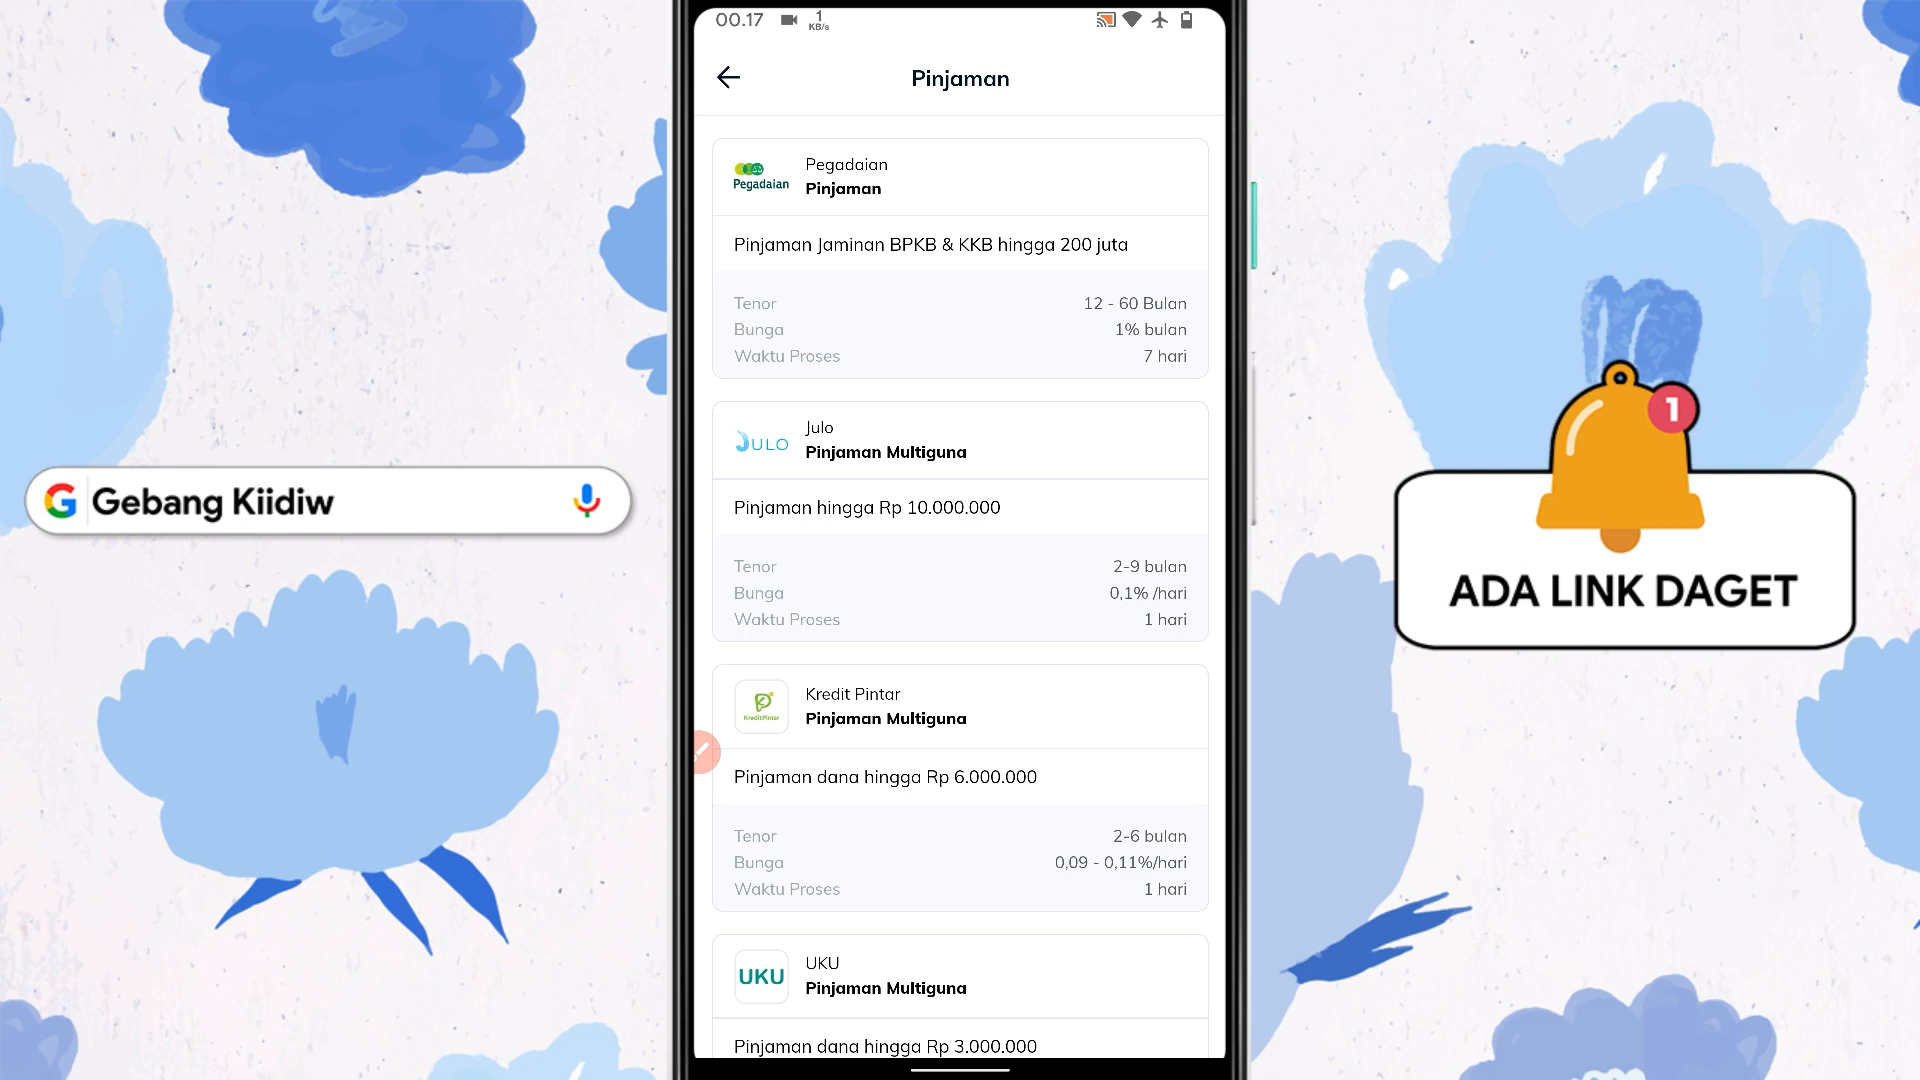 00.17
1
KB/s
Pinjaman
Pegadaian
Pegadaian
Pinjaman
Pinjaman Jaminan BPKB & KKB hingga 200 juta
Tenor 12 - 60 Bulan
Bunga 1% bulan
Waktu Proses 7 hari
JULO
Julo
Pinjaman Multiguna
Pinjaman hingga Rp 10.000.000
Tenor 2-9 bulan
Bunga 0,1% /hari
Waktu Proses 1 hari
KreditPintar
Kredit Pintar
Pinjaman Multiguna
Pinjaman dana hingga Rp 6.000.000
Tenor 2-6 bulan
Bunga 0,09 - 0,11%/hari
Waktu Proses 1 hari
UKU
UKU
Pinjaman Multiguna
Pinjaman dana hingga Rp 3.000.000
G Gebang Kiidiw
1
ADA LINK DAGET